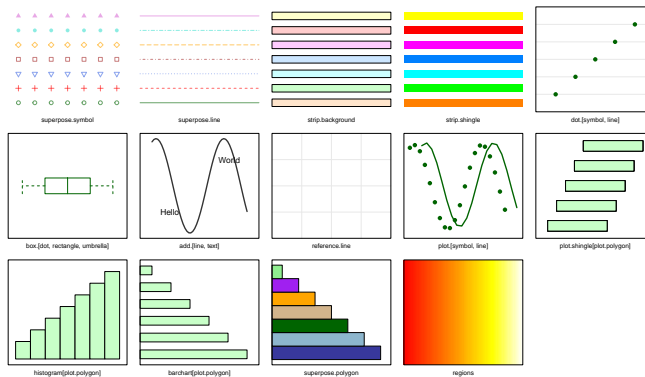 superpose.symbol
superpose.line
strip.background
strip.shingle
dot.[symbol, line]
World
Hello
box.[dot, rectangle, umbrella]
add.[line, text]
reference.line
plot.[symbol, line]
plot.shingle[plot.polygon]
histogram[plot.polygon]
barchart[plot.polygon]
superpose.polygon
regions